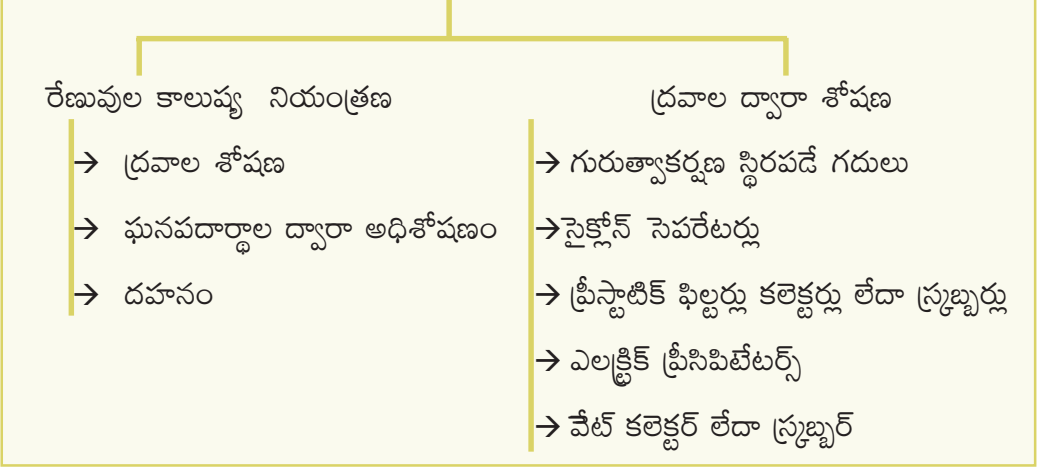 రేణువుల కాలుష్య నియంత్రణ
→ ద్రవాల శోషణ
→ ఘనపదార్థాల ద్వారా అధిశోషణం
→ దహనం
ద్రవాల ద్వారా శోషణ
→ గురుత్వాకర్షణ స్థిరపడే గదులు
→సైక్లోన్ సెపరేటర్లు
→ ప్రీస్టాటిక్ ఫిల్టర్లు కలెక్టర్లు లేదా స్క్రబ్బర్లు
→ ఎలక్ట్రిక్ ప్రీసిపిటేటర్స్
→ వేట్ కలెక్టర్ లేదా స్క్రబ్బర్